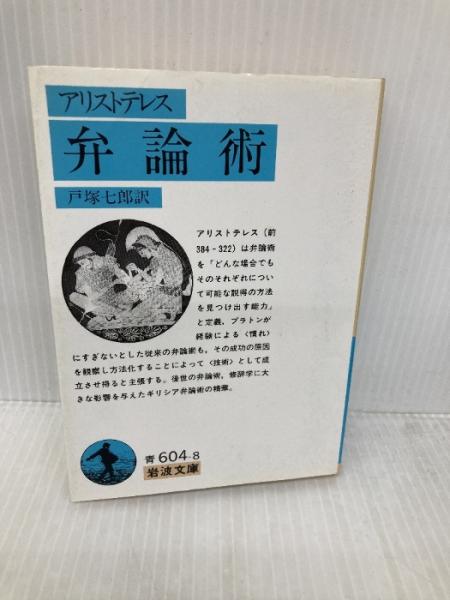 アリストテレス
弁論術
戸塚七郎訳
アリストテレス(前
384-322)は弁論術
を「どんな場合でも
そのそれぞれについ
て可能な説得の方法
を見つけ出す能力」
と定義、プラトンが
経験による〈慣れ〉
にすぎないとした従来の弁論術も、その成功の原因
を観察し方法化することによって〈技術〉として成
立させ得ると主張する。後世の弁論術、修辞学に大
きな影響を与えたギリシア弁論術の精華。
青604-8
岩波文庫